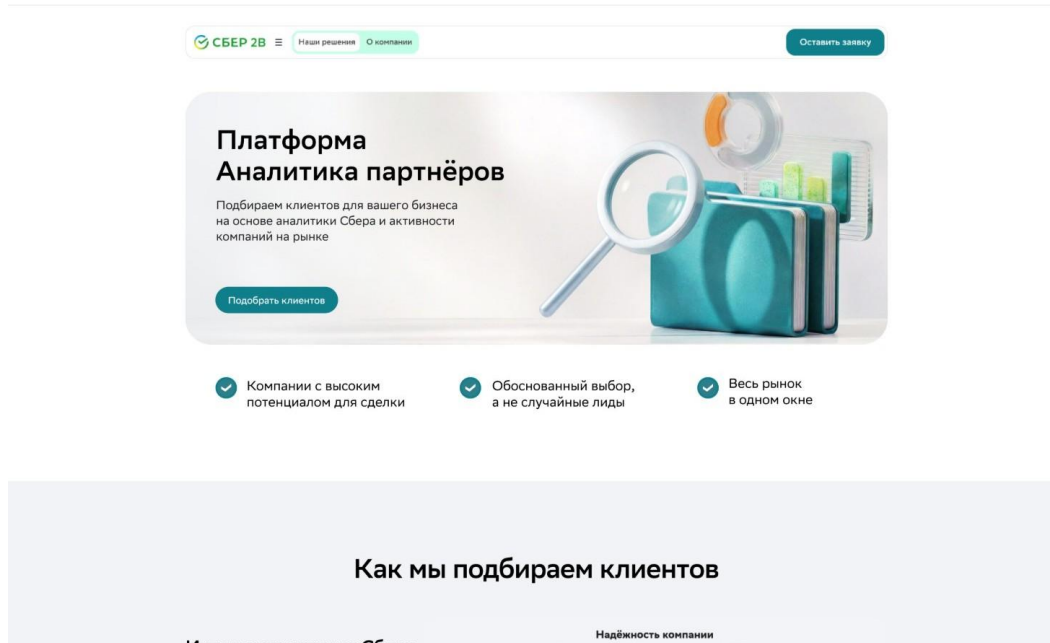 СБЕР 2В
Наши решения
О компании
Оставить заявку
Платформа
Аналитика партнёров
Подбираем клиентов для вашего бизнеса
на основе аналитики Сбера и активности
компаний на рынке
Подобрать клиентов
Компании с высоким
потенциалом для сделки
Обоснованный выбор,
а не случайные лиды
Весь рынок
в одном окне
Как мы подбираем клиентов
Надёжность компании